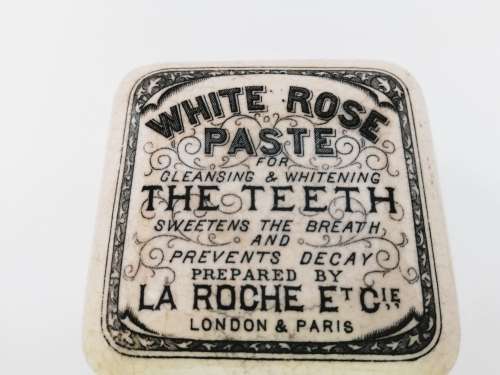 WHITE ROSE
PASTE
FOR
CLEANSING & WHITENING
THE TEETH
SWEETENS THE BREATH,
AND
PREVENTS DECAY
PREPARED BY
LA ROCHE ET CIE,,
LONDON & PARIS